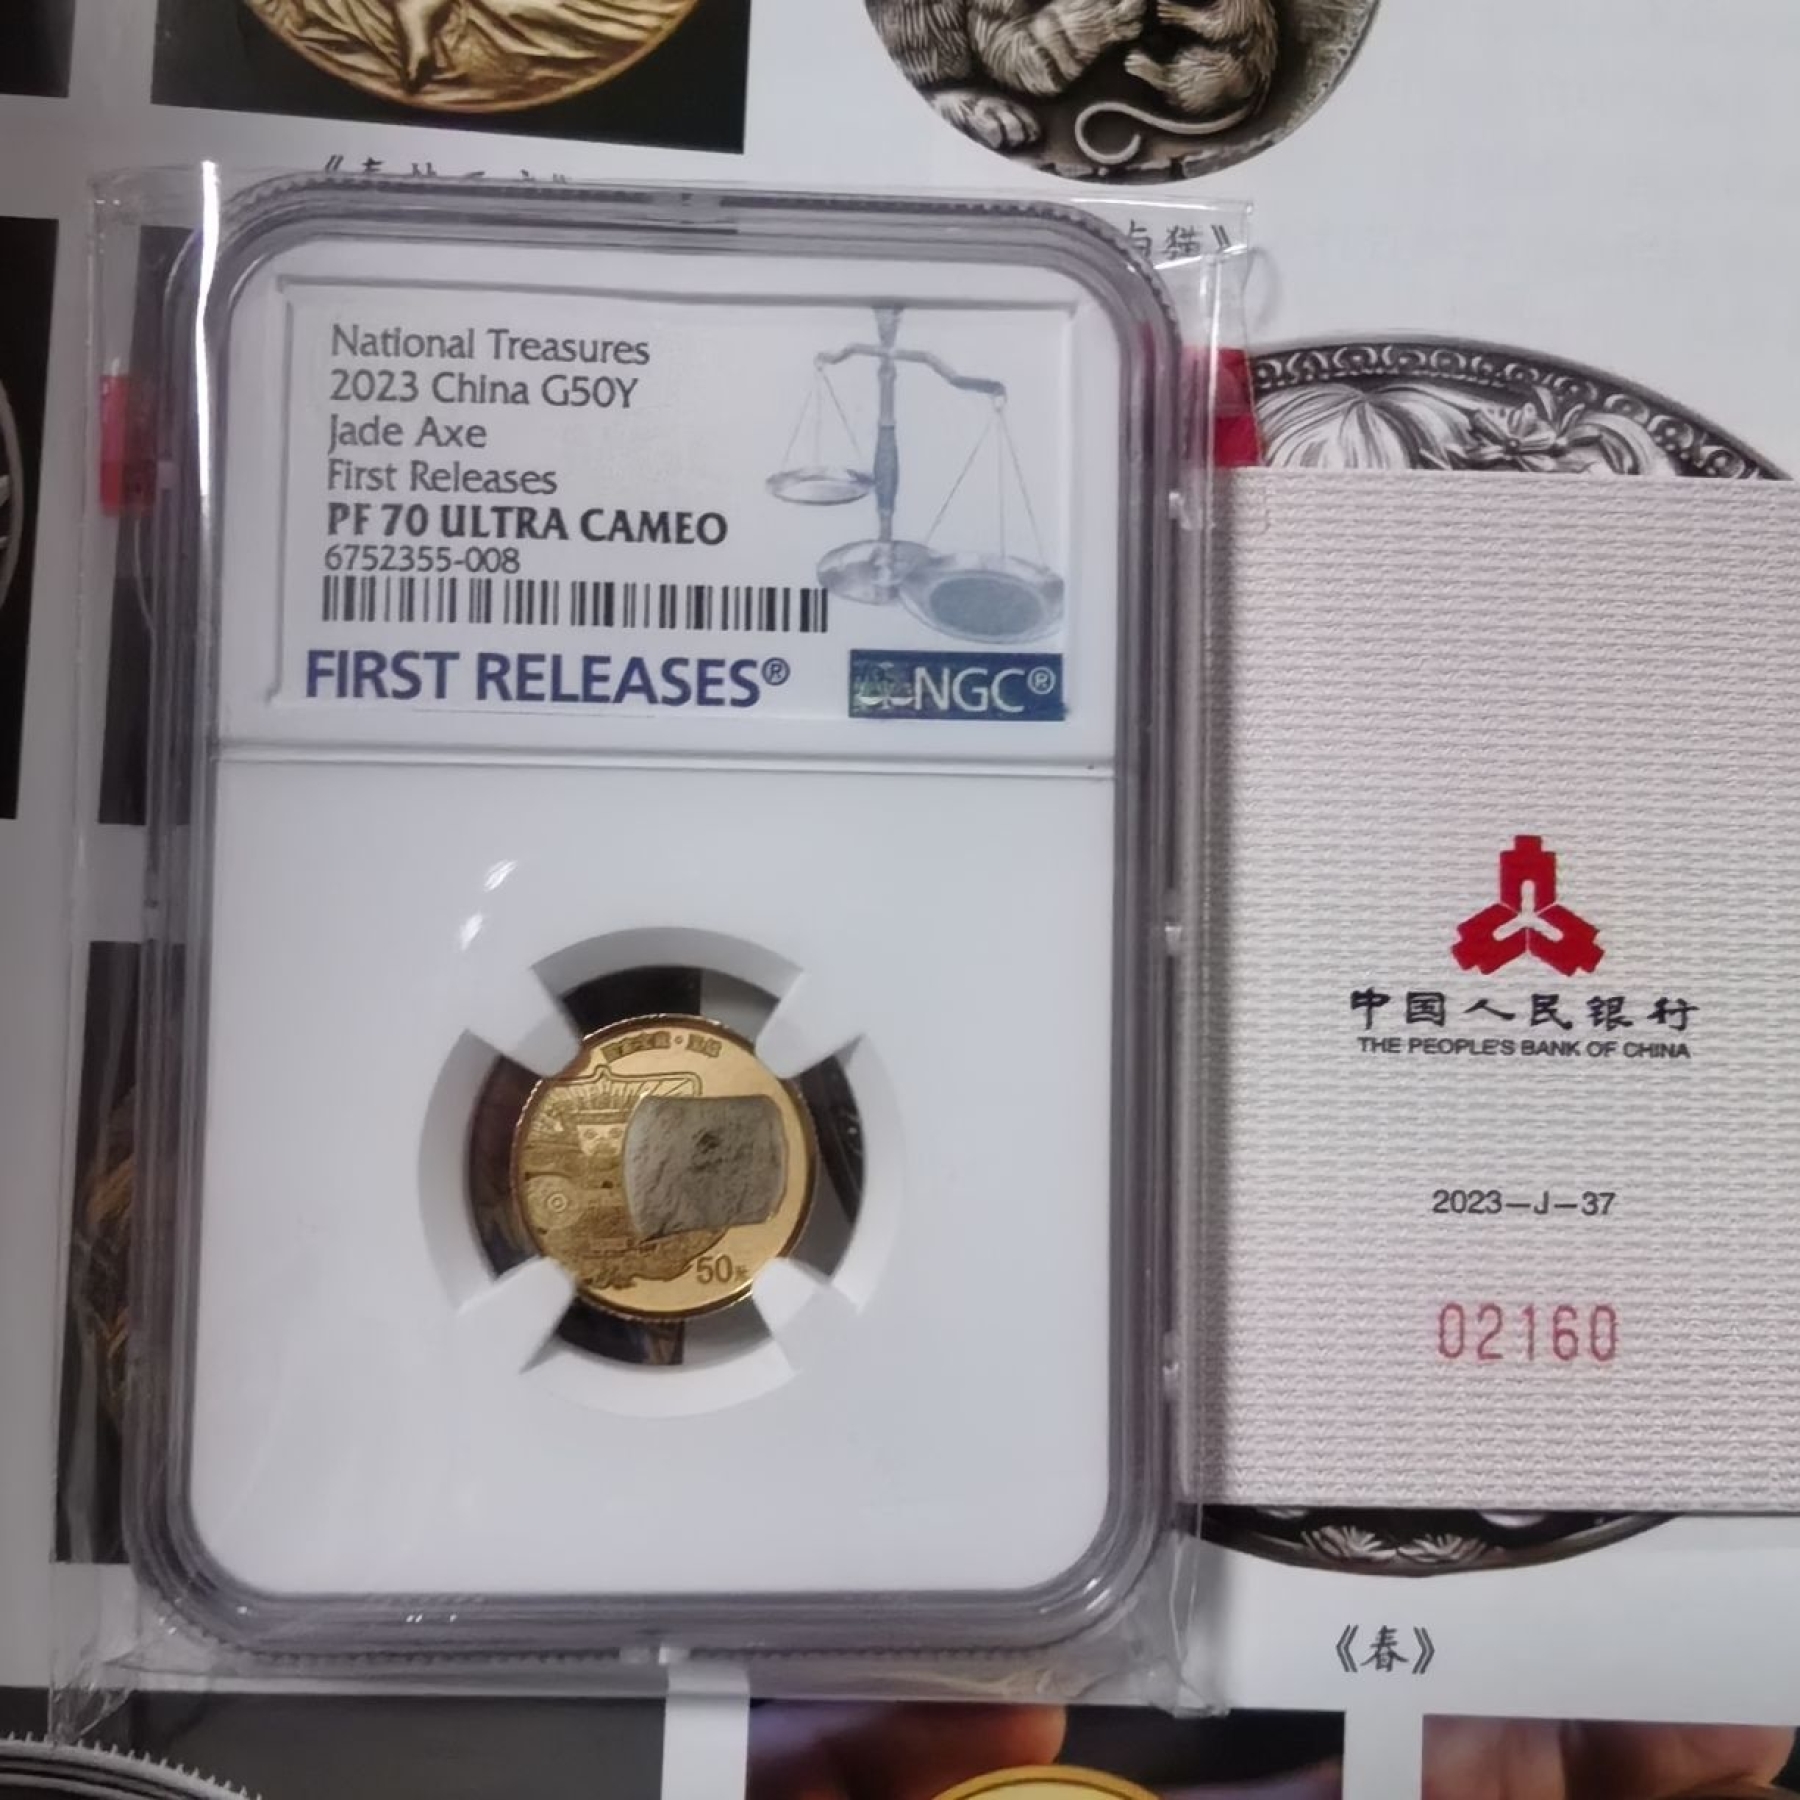 National Treasures
2023 China G50Y
Jade Axe
First Releases
PF 70 ULTRA CAMEO
6752355-008
FIRST RELEASES®
NGC®
50元
猫》
中国人民银行
THE PEOPLE'S BANK OF CHINA
2023-J-37
02160
《春》